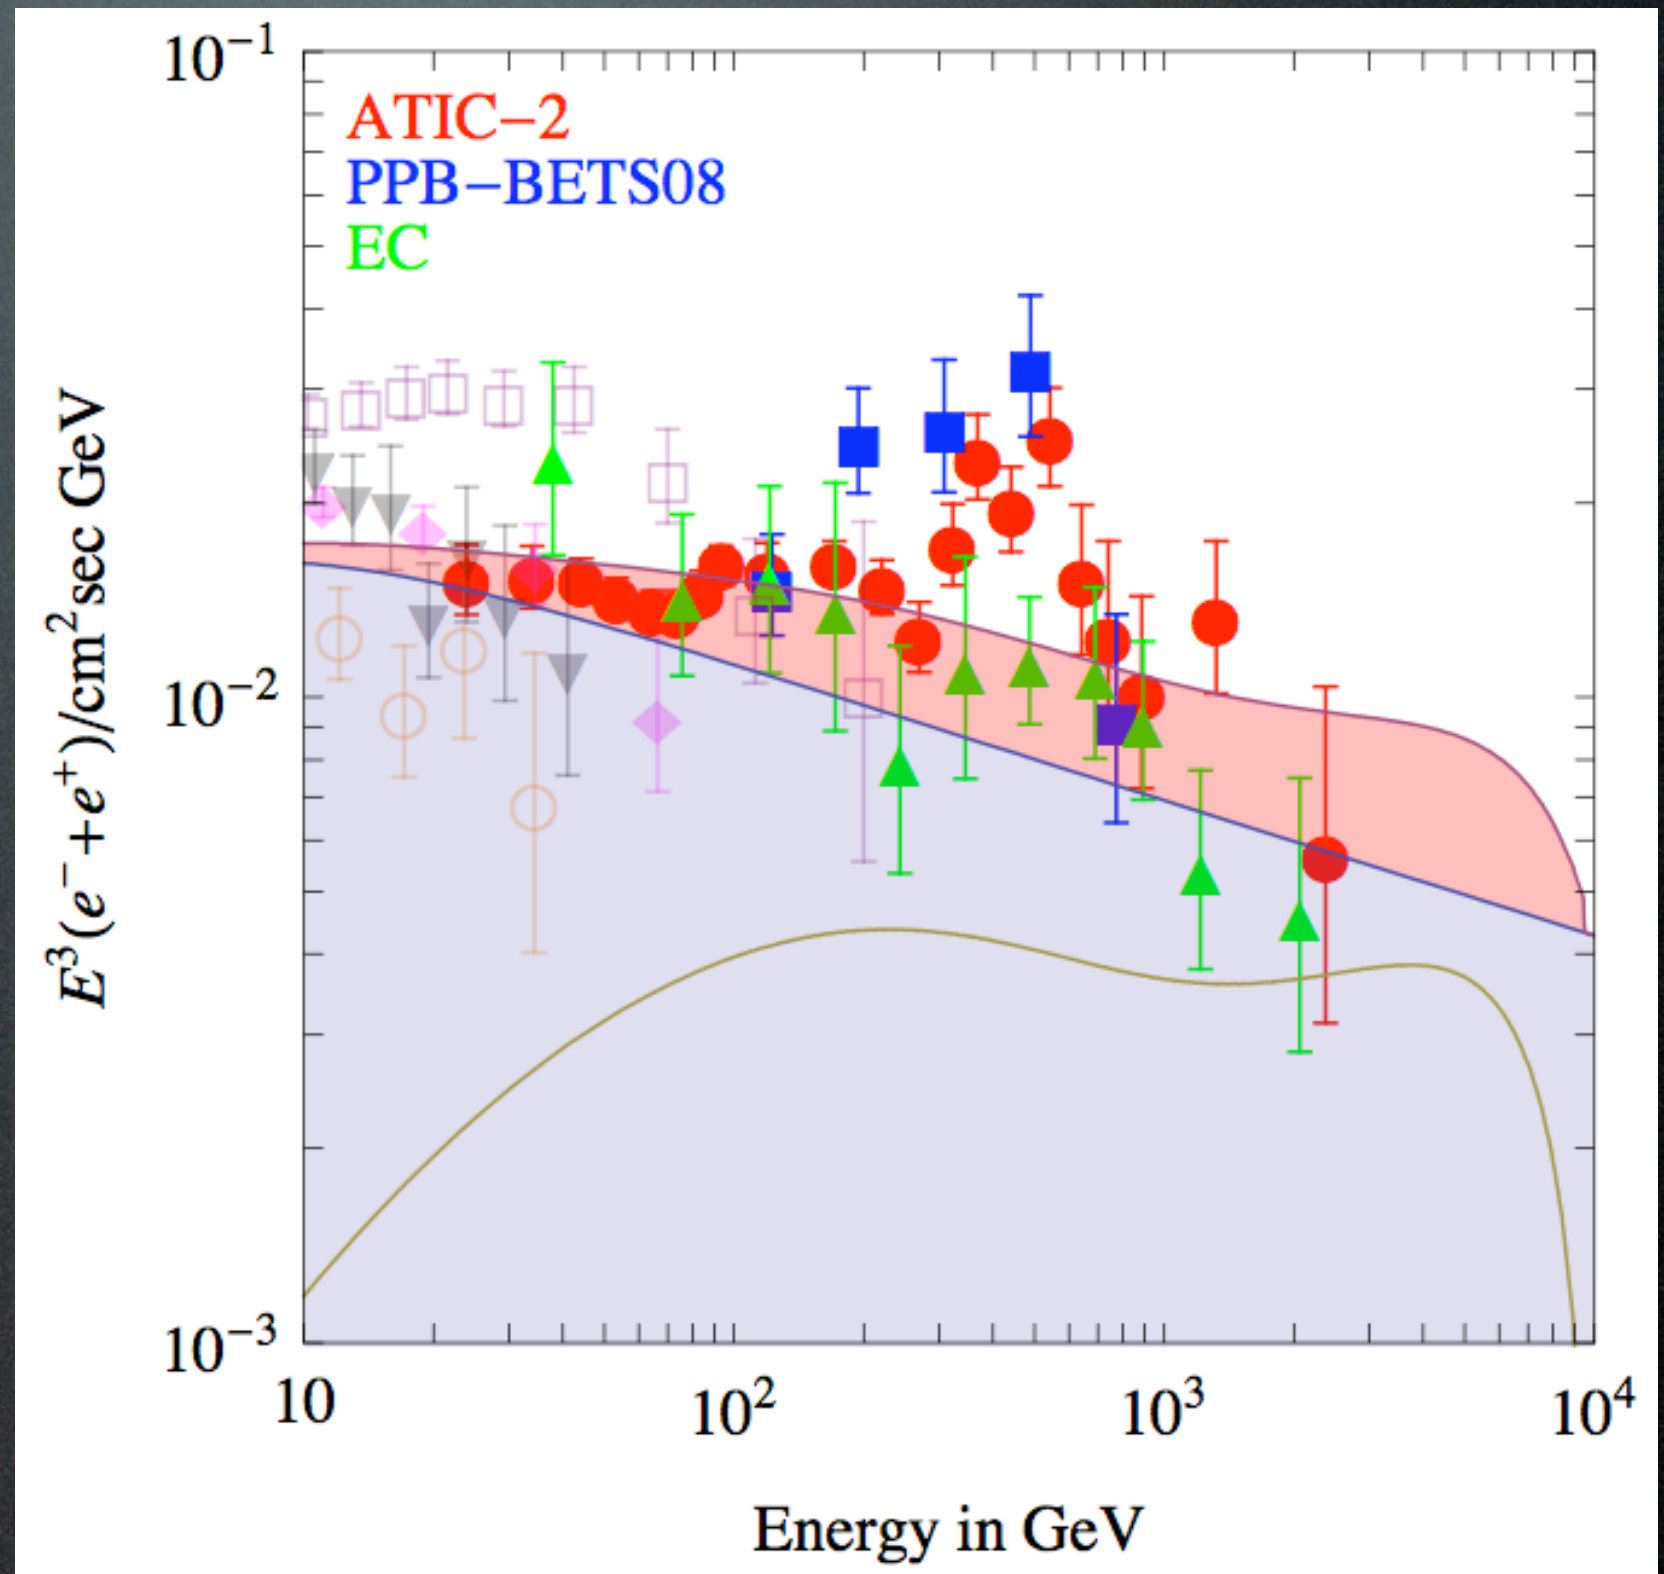 10⁻¹
ATIC−2
PPB−BETS08
EC
E³(e⁻+e⁺)/cm²sec GeV
10⁻²
10⁻³
10 10² 10³ 10⁴
Energy in GeV